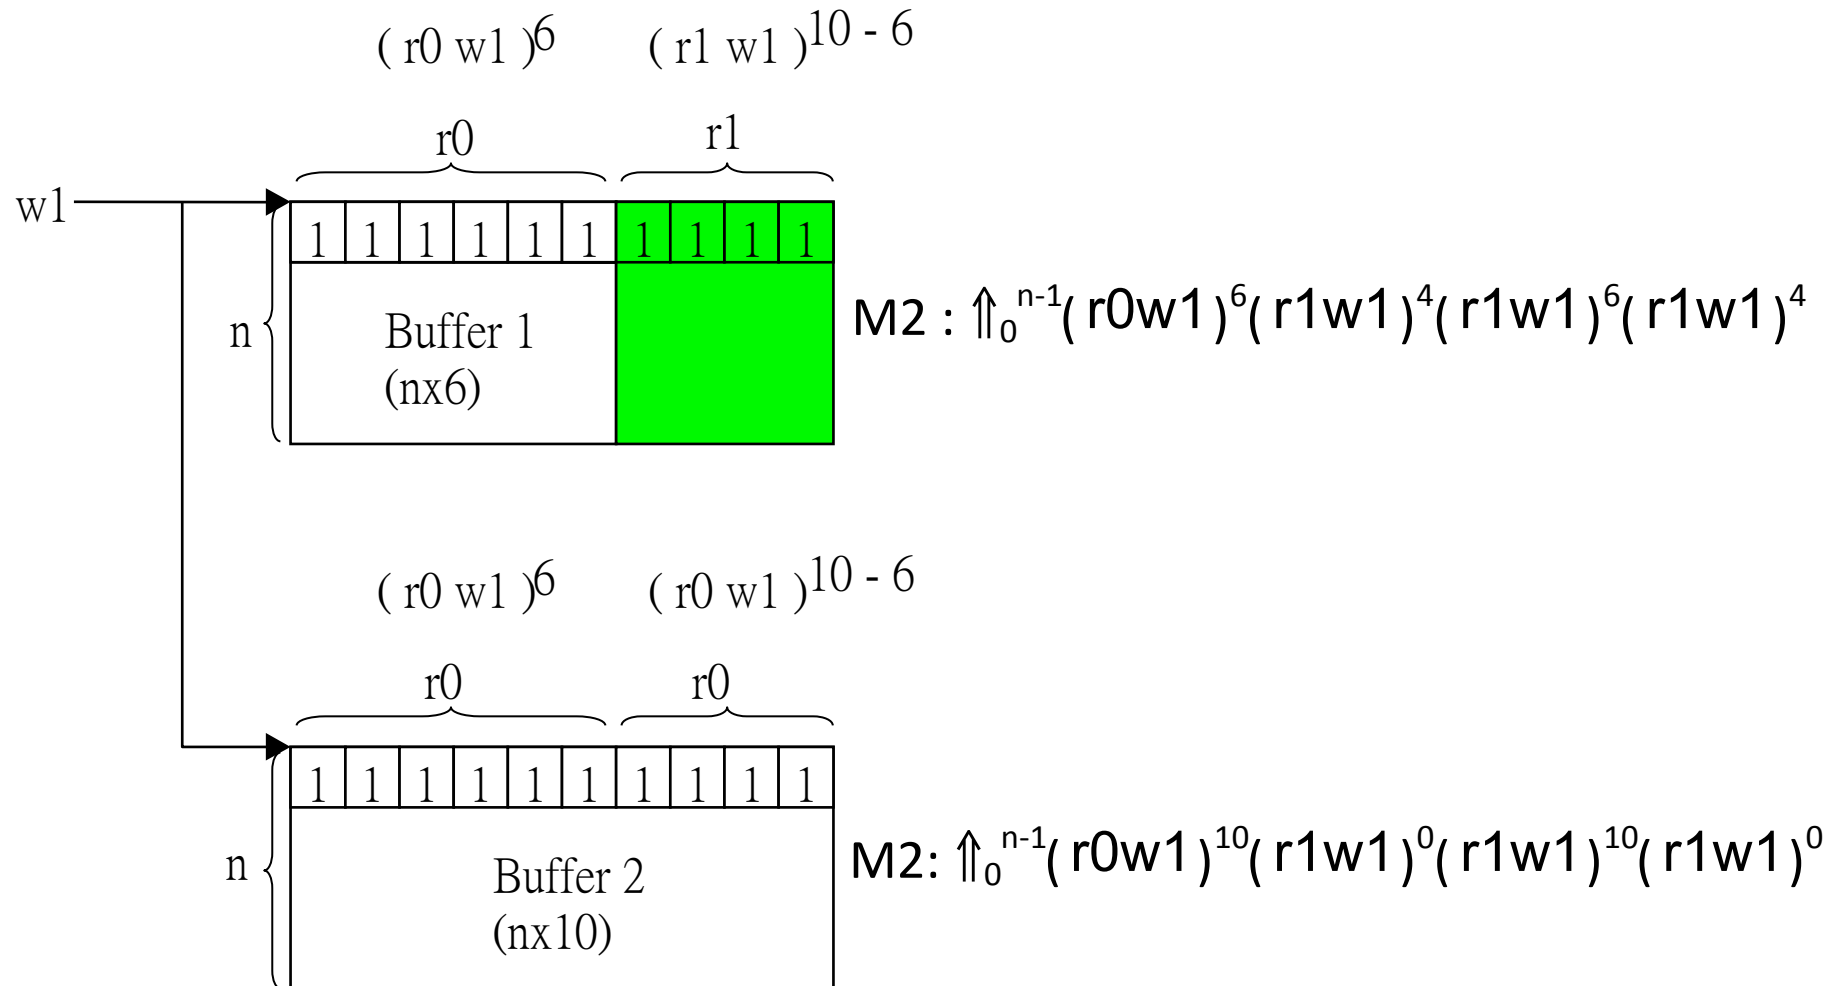 ( r0 w1 )^6 ( r1 w1 )^10 - 6
r0 r1
w1
1 1 1 1 1 1 1 1 1 1
n
Buffer 1
(nx6)
M2 : ⇑₀ⁿ⁻¹( r0w1 )⁶( r1w1 )⁴( r1w1 )⁶( r1w1 )⁴
( r0 w1 )^6 ( r0 w1 )^10 - 6
r0 r0
1 1 1 1 1 1 1 1 1 1
n
Buffer 2
(nx10)
M2: ⇑₀ⁿ⁻¹( r0w1 )¹⁰( r1w1 )⁰( r1w1 )¹⁰( r1w1 )⁰